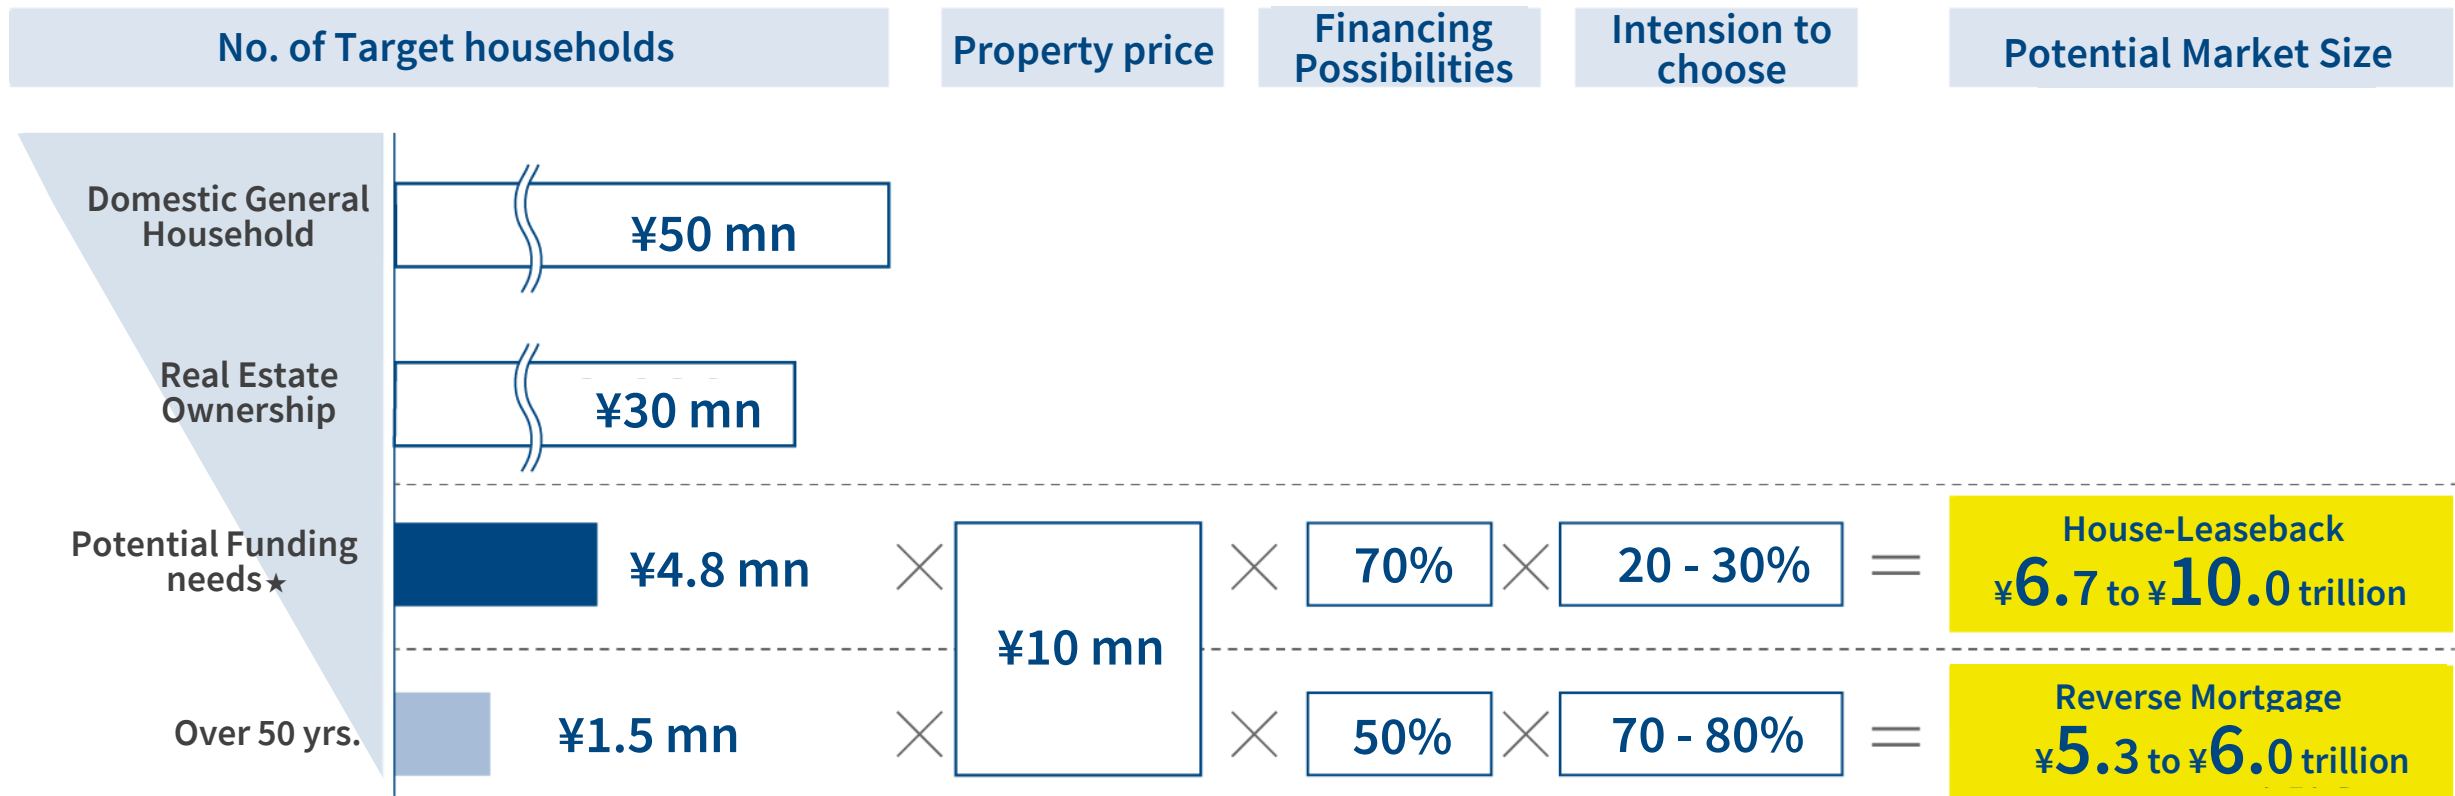 No. of Target households
Property price
Financing
Possibilities
Intension to
choose
Potential Market Size
Domestic General
Household
¥50 mn
Real Estate
Ownership
¥30 mn
Potential Funding
needs★
¥4.8 mn
×
¥10 mn
×
70%
×
20 - 30%
=
House-Leaseback
¥6.7 to ¥10.0 trillion
Over 50 yrs.
¥1.5 mn
×
×
50%
×
70 - 80%
=
Reverse Mortgage
¥5.3 to ¥6.0 trillion